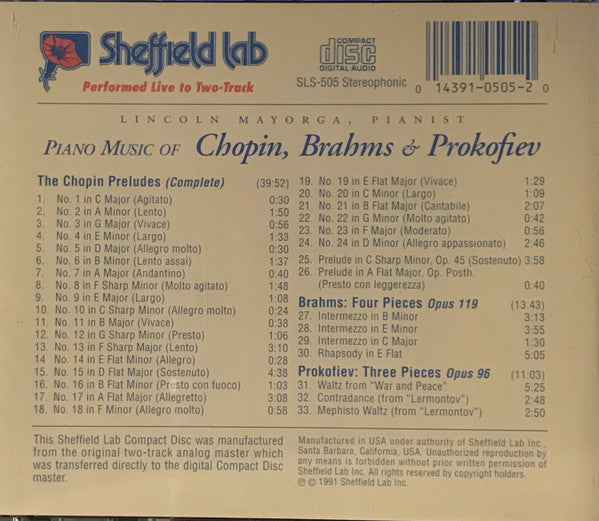 Sheffield Lab
Performed Live to Two-Track
COMPACT
disc
DIGITAL AUDIO
SLS-505 Stereophonic
0 14391-0505-2 0
LINCOLN MAYORGA, PIANIST
PIANO MUSIC OF Chopin, Brahms & Prokofiev
The Chopin Preludes (Complete) (39:52)
1. No. 1 in C Major (Agitato) 0:30
2. No. 2 in A Minor (Lento) 1:50
3. No. 3 in G Major (Vivace) 0:56
4. No. 4 in E Minor (Largo) 1:33
5. No. 5 in D Major (Allegro molto) 0:30
6. No. 6 in B Minor (Lento assai) 1:37
7. No. 7 in A Major (Andantino) 0:40
8. No. 8 in F Sharp Minor (Molto agitato) 1:48
9. No. 9 in E Major (Largo) 1:08
10. No. 10 in C Sharp Minor (Allegro molto) 0:24
11. No. 11 in B Major (Vivace) 0:38
12. No. 12 in G Sharp Minor (Presto) 1:06
13. No. 13 in F Sharp Major (Lento) 3:10
14. No. 14 in E Flat Minor (Allegro) 0:28
15. No. 15 in D Flat Major (Sostenuto) 4:38
16. No. 16 in B Flat Minor (Presto con fuoco) 1:03
17. No. 17 in A Flat Major (Allegretto) 3:08
18. No. 18 in F Minor (Allegro molto) 0:58
19. No. 19 in E Flat Major (Vivace) 1:29
20. No. 20 in C Minor (Largo) 1:09
21. No. 21 in B Flat Major (Cantabile) 2:07
22. No. 22 in G Minor (Molto agitato) 0:42
23. No. 23 in F Major (Moderato) 0:56
24. No. 24 in D Minor (Allegro appassionato) 2:46
25. Prelude in C Sharp Minor, Op. 45 (Sostenuto) 3:58
26. Prelude in A Flat Major, Op. Posth.
(Presto con leggerezza) 0:40
Brahms: Four Pieces Opus 119 (13:43)
27. Intermezzo in B Minor 3:13
28. Intermezzo in E Minor 3:55
29. Intermezzo in C Major 1:30
30. Rhapsody in E Flat 5:05
Prokofiev: Three Pieces Opus 96 (11:03)
31. Waltz from "War and Peace" 5:25
32. Contradance (from "Lermontov") 2:48
33. Mephisto Waltz (from "Lermontov") 2:50
This Sheffield Lab Compact Disc was manufactured
from the original two-track analog master which
was transferred directly to the digital Compact Disc
master.
Manufactured in USA under authority of Sheffield Lab Inc.,
Santa Barbara, California, USA. Unauthorized reproduction by
any means is forbidden without prior written permission of
Sheffield Lab Inc. All rights reserved by copyright holders.
℗ © 1991 Sheffield Lab Inc.